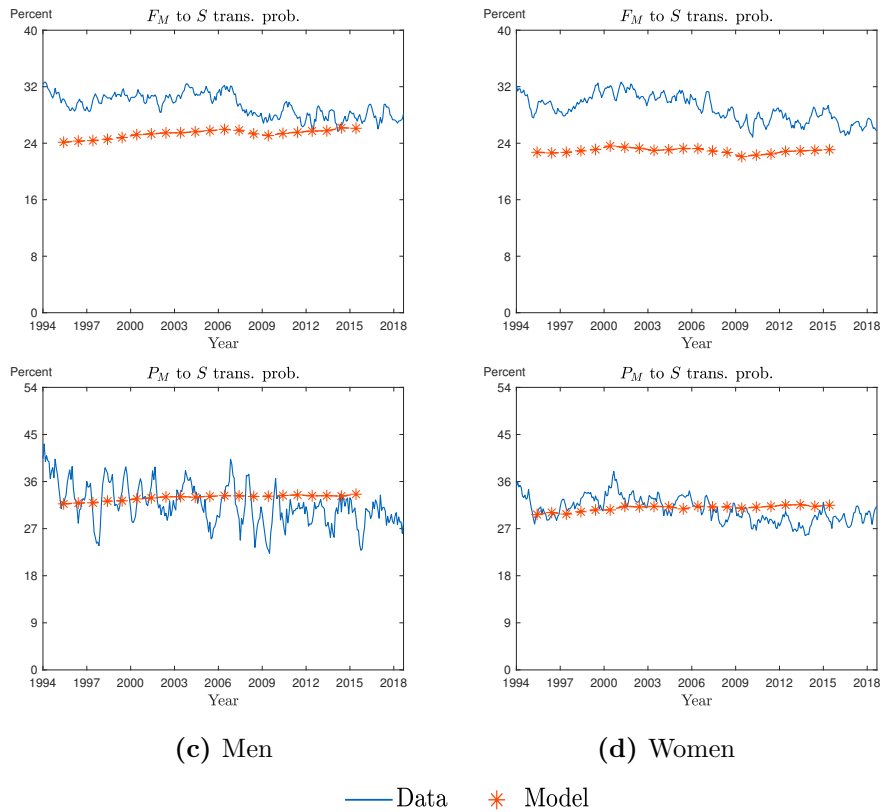 Percent
F_M to S trans. prob.
40
32
24
16
8
0
1994 1997 2000 2003 2006 2009 2012 2015 2018
Year
Percent
F_M to S trans. prob.
40
32
24
16
8
0
1994 1997 2000 2003 2006 2009 2012 2015 2018
Year
Percent
P_M to S trans. prob.
54
45
36
27
18
9
0
1994 1997 2000 2003 2006 2009 2012 2015 2018
Year
Percent
P_M to S trans. prob.
54
45
36
27
18
9
0
1994 1997 2000 2003 2006 2009 2012 2015 2018
Year
(c) Men
(d) Women
Data Model